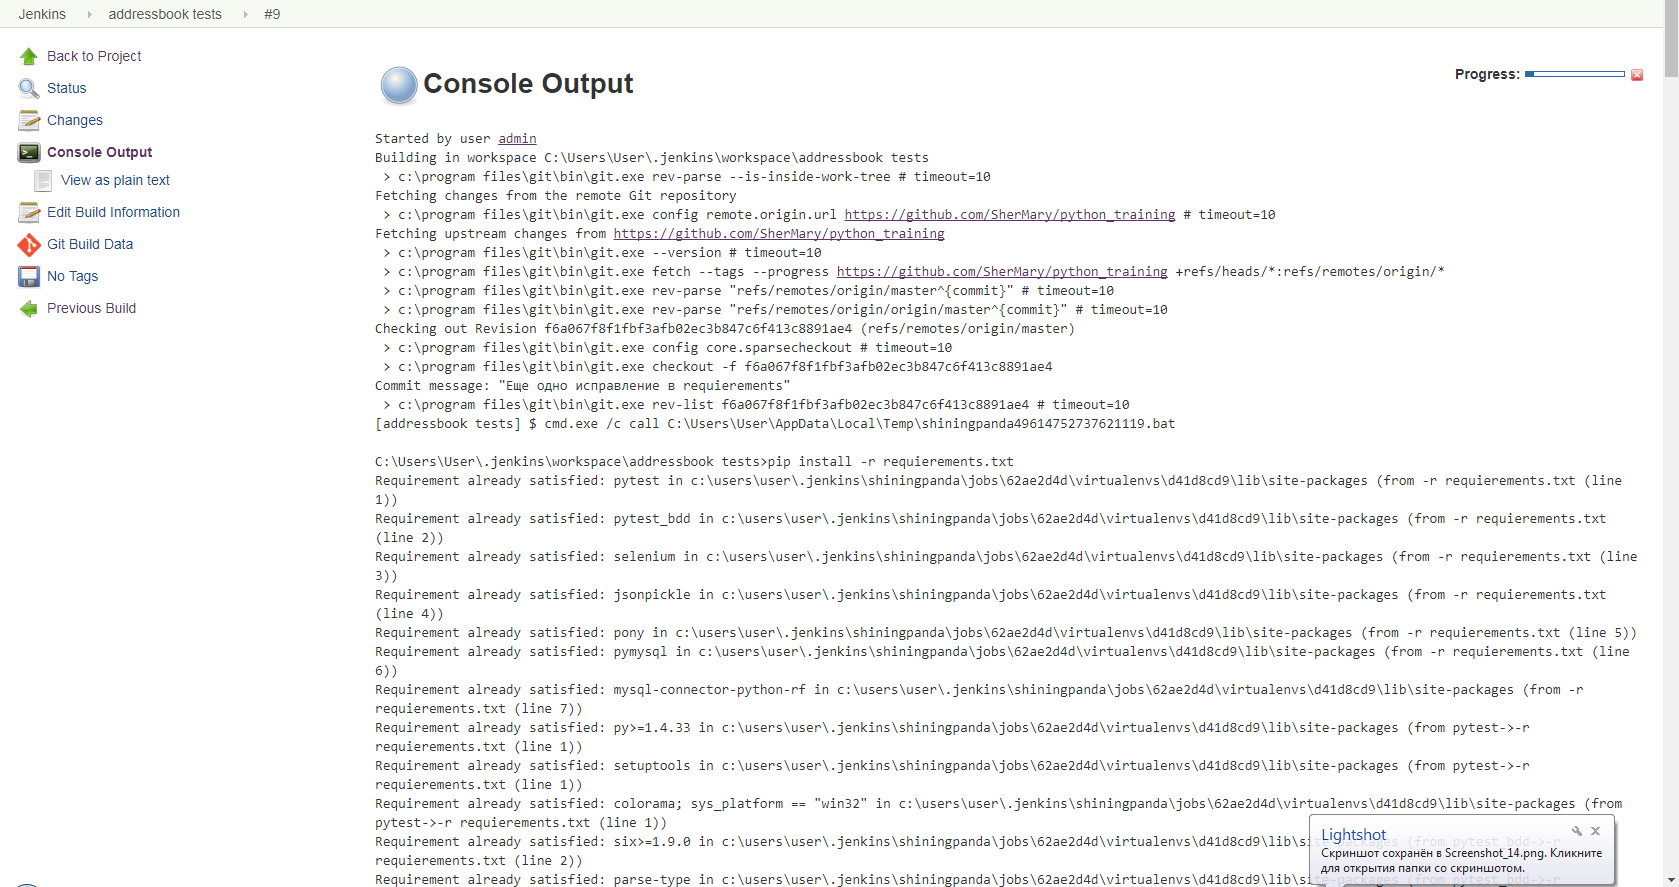 Jenkins
addressbook tests
#9
Back to Project
Status
Changes
Console Output
View as plain text
Edit Build Information
Git Build Data
No Tags
Previous Build
Console Output
Progress:
Started by user admin
Building in workspace C:\Users\User\.jenkins\workspace\addressbook tests
> c:\program files\git\bin\git.exe rev-parse --is-inside-work-tree # timeout=10
Fetching changes from the remote Git repository
> c:\program files\git\bin\git.exe config remote.origin.url https://github.com/SherMary/python_training # timeout=10
Fetching upstream changes from https://github.com/SherMary/python_training
> c:\program files\git\bin\git.exe --version # timeout=10
> c:\program files\git\bin\git.exe fetch --tags --progress https://github.com/SherMary/python_training +refs/heads/*:refs/remotes/origin/*
> c:\program files\git\bin\git.exe rev-parse "refs/remotes/origin/master^{commit}" # timeout=10
> c:\program files\git\bin\git.exe rev-parse "refs/remotes/origin/origin/master^{commit}" # timeout=10
Checking out Revision f6a067f8f1fbf3afb02ec3b847c6f413c8891ae4 (refs/remotes/origin/master)
> c:\program files\git\bin\git.exe config core.sparsecheckout # timeout=10
> c:\program files\git\bin\git.exe checkout -f f6a067f8f1fbf3afb02ec3b847c6f413c8891ae4
Commit message: "Еще одно исправление в requierements"
> c:\program files\git\bin\git.exe rev-list f6a067f8f1fbf3afb02ec3b847c6f413c8891ae4 # timeout=10
[addressbook tests] $ cmd.exe /c call C:\Users\User\AppData\Local\Temp\shiningpanda49614752737621119.bat
C:\Users\User\.jenkins\workspace\addressbook tests>pip install -r requierements.txt
Requirement already satisfied: pytest in c:\users\user\.jenkins\shiningpanda\jobs\62ae2d4d\virtualenvs\d41d8cd9\lib\site-packages (from -r requierements.txt (line
1))
Requirement already satisfied: pytest_bdd in c:\users\user\.jenkins\shiningpanda\jobs\62ae2d4d\virtualenvs\d41d8cd9\lib\site-packages (from -r requierements.txt
(line 2))
Requirement already satisfied: selenium in c:\users\user\.jenkins\shiningpanda\jobs\62ae2d4d\virtualenvs\d41d8cd9\lib\site-packages (from -r requierements.txt (line
3))
Requirement already satisfied: jsonpickle in c:\users\user\.jenkins\shiningpanda\jobs\62ae2d4d\virtualenvs\d41d8cd9\lib\site-packages (from -r requierements.txt
(line 4))
Requirement already satisfied: pony in c:\users\user\.jenkins\shiningpanda\jobs\62ae2d4d\virtualenvs\d41d8cd9\lib\site-packages (from -r requierements.txt (line 5))
Requirement already satisfied: pymysql in c:\users\user\.jenkins\shiningpanda\jobs\62ae2d4d\virtualenvs\d41d8cd9\lib\site-packages (from -r requierements.txt (line
6))
Requirement already satisfied: mysql-connector-python-rf in c:\users\user\.jenkins\shiningpanda\jobs\62ae2d4d\virtualenvs\d41d8cd9\lib\site-packages (from -r
requierements.txt (line 7))
Requirement already satisfied: py>=1.4.33 in c:\users\user\.jenkins\shiningpanda\jobs\62ae2d4d\virtualenvs\d41d8cd9\lib\site-packages (from pytest->-r
requierements.txt (line 1))
Requirement already satisfied: setuptools in c:\users\user\.jenkins\shiningpanda\jobs\62ae2d4d\virtualenvs\d41d8cd9\lib\site-packages (from pytest->-r
requierements.txt (line 1))
Requirement already satisfied: colorama; sys_platform == "win32" in c:\users\user\.jenkins\shiningpanda\jobs\62ae2d4d\virtualenvs\d41d8cd9\lib\site-packages (from
pytest->-r requierements.txt (line 1))
Requirement already satisfied: six>=1.9.0 in c:\users\user\.jenkins\shiningpanda\jobs\62ae2d4d\virtualenvs\d41d8cd9\lib\site-packages (from pytest_bdd->-r
requierements.txt (line 2))
Requirement already satisfied: parse-type in c:\users\user\.jenkins\shiningpanda\jobs\62ae2d4d\virtualenvs\d41d8cd9\lib\site-packages (from pytest_bdd->-r
Lightshot
Скриншот сохранён в Screenshot_14.png. Кликните
для открытия папки со скриншотом.